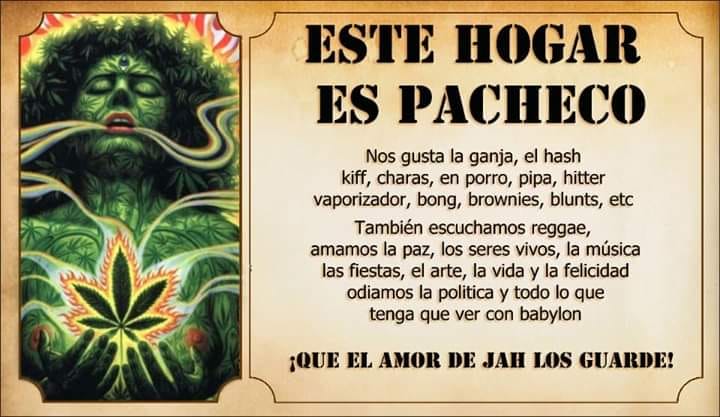 ESTE HOGAR
ES PACHECO
Nos gusta la ganja, el hash
kiff, charas, en porro, pipa, hitter
vaporizador, bong, brownies, blunts, etc
También escuchamos reggae,
amamos la paz, los seres vivos, la música
las fiestas, el arte, la vida y la felicidad
odiamos la politica y todo lo que
tenga que ver con babylon
¡QUE EL AMOR DE JAH LOS GUARDE!